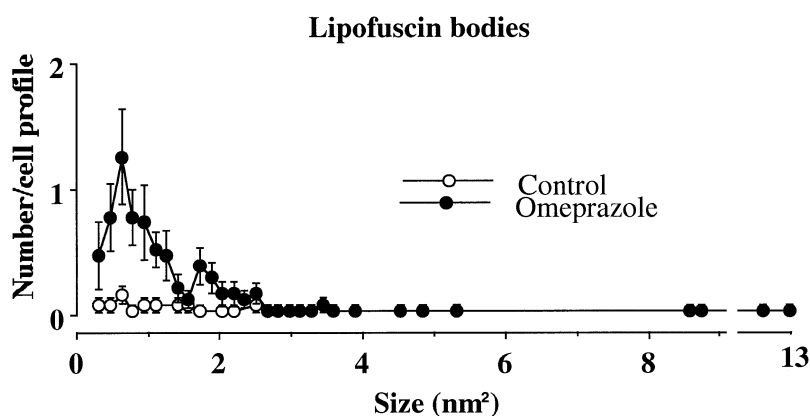 Lipofuscin bodies
Number/cell profile
2
1
0
Control
Omeprazole
0 2 4 6 8 13
Size (nm²)